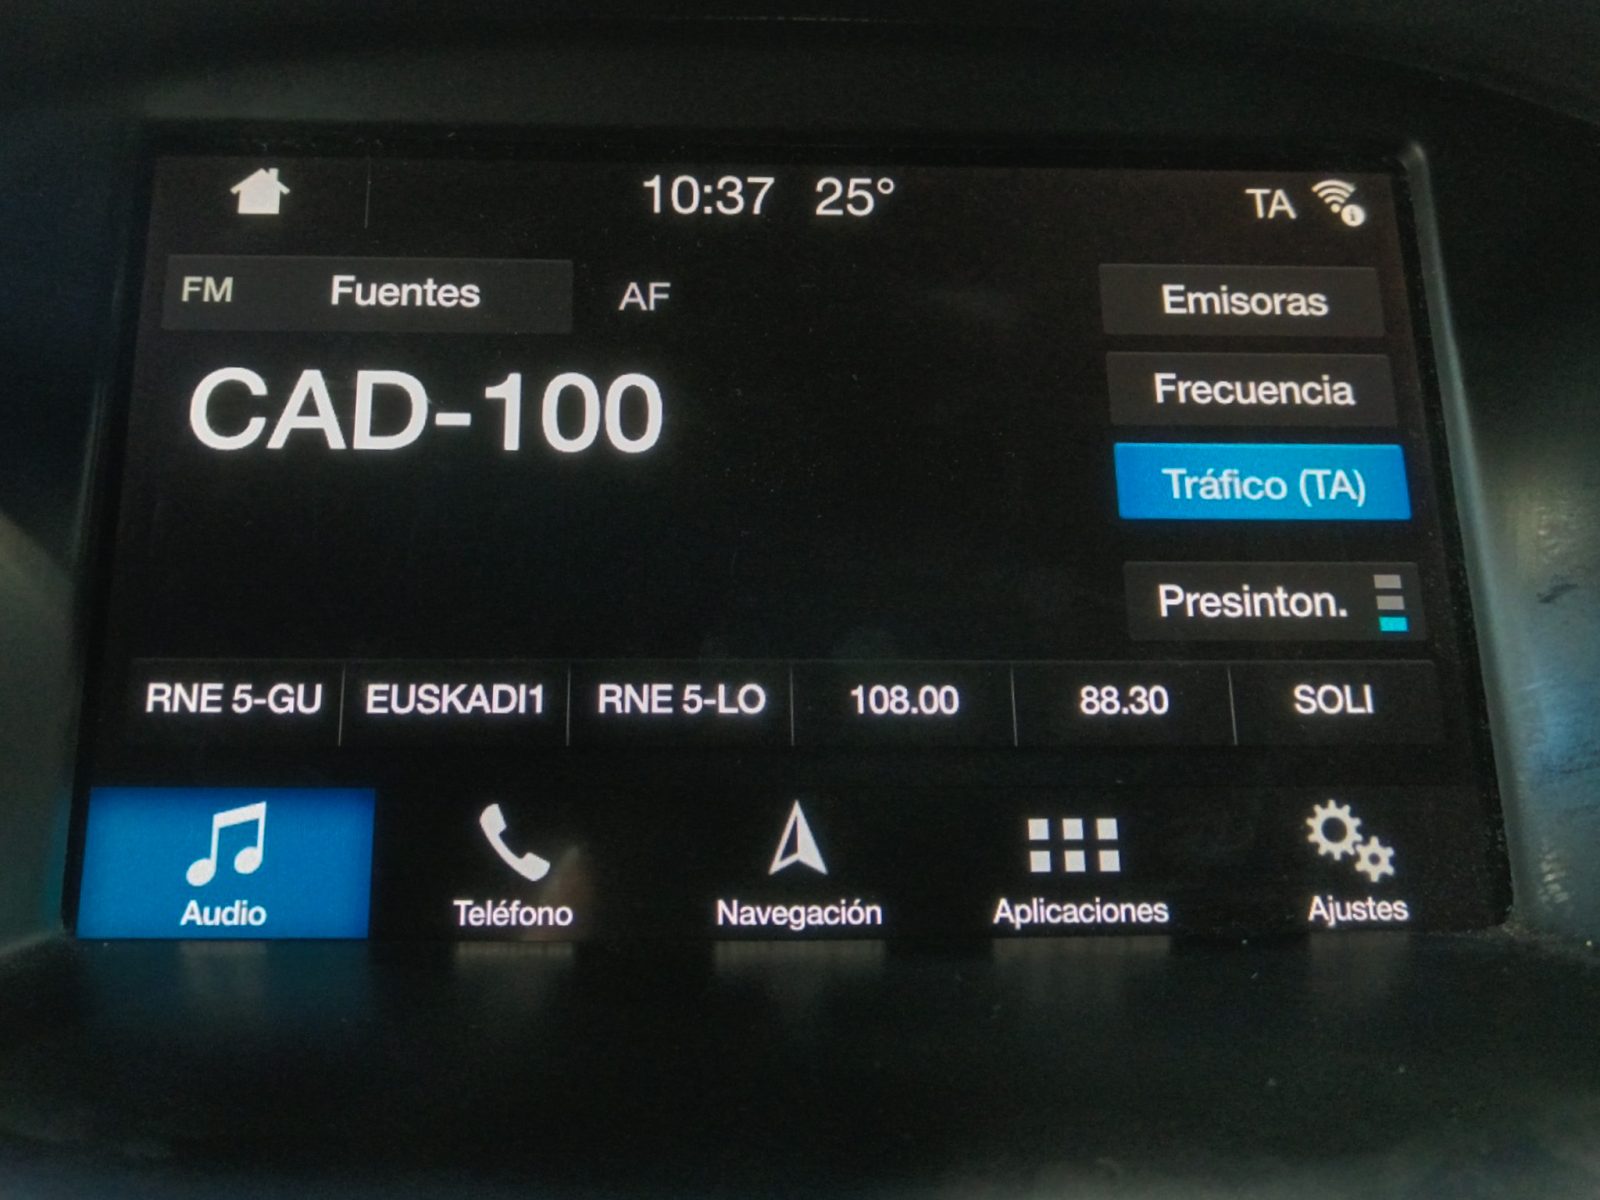 10:37 25° TA
FM Fuentes AF Emisoras
CAD-100
Frecuencia
Tráfico (TA)
Presinton.
RNE 5-GU EUSKADI1 RNE 5-LO 108.00 88.30 SOLI
Audio Teléfono Navegación Aplicaciones Ajustes